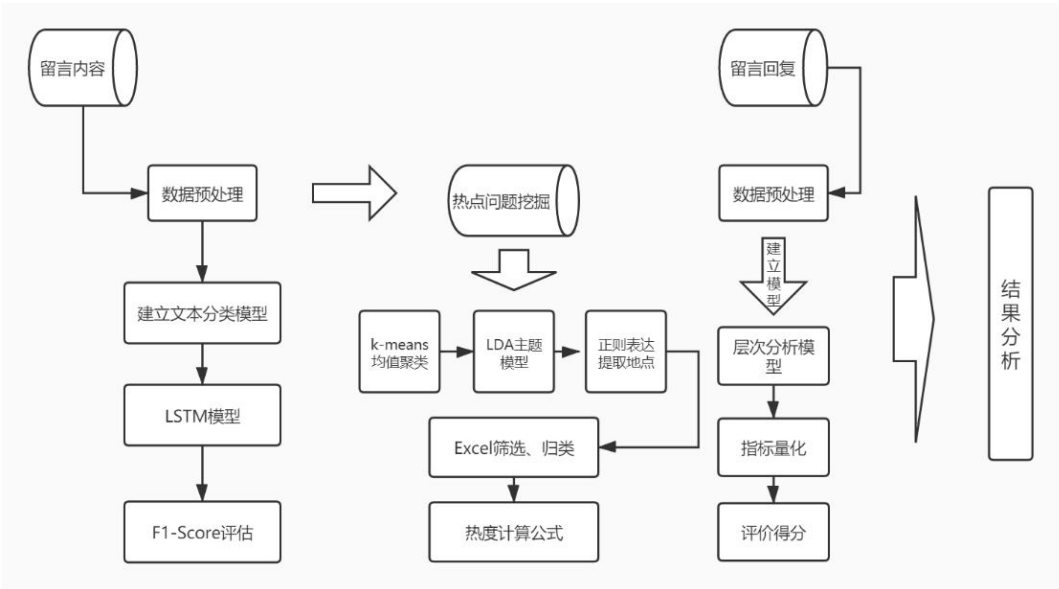 留言内容
数据预处理
建立文本分类模型
LSTM模型
F1-Score评估
热点问题挖掘
k-means
均值聚类
LDA主题
模型
正则表达
提取地点
Excel筛选、归类
热度计算公式
留言回复
数据预处理
建
立
模
型
层次分析模
型
指标量化
评价得分
结
果
分
析